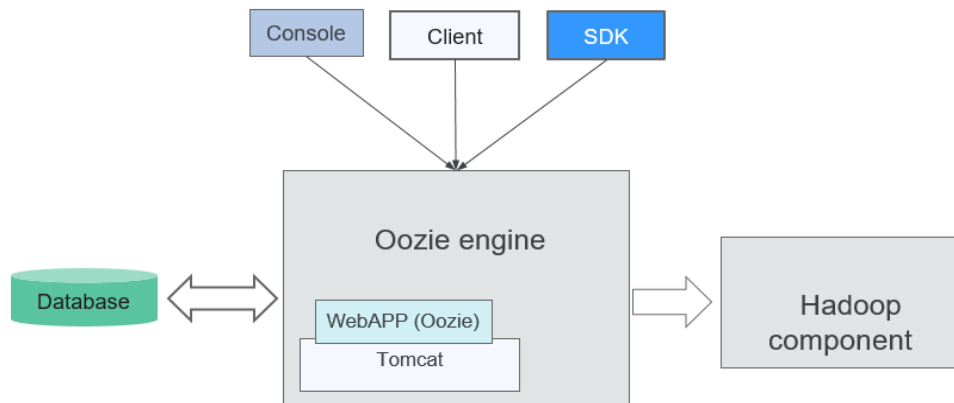 Console
Client
SDK
Oozie engine
Database
WebAPP (Oozie)
Tomcat
Hadoop
component